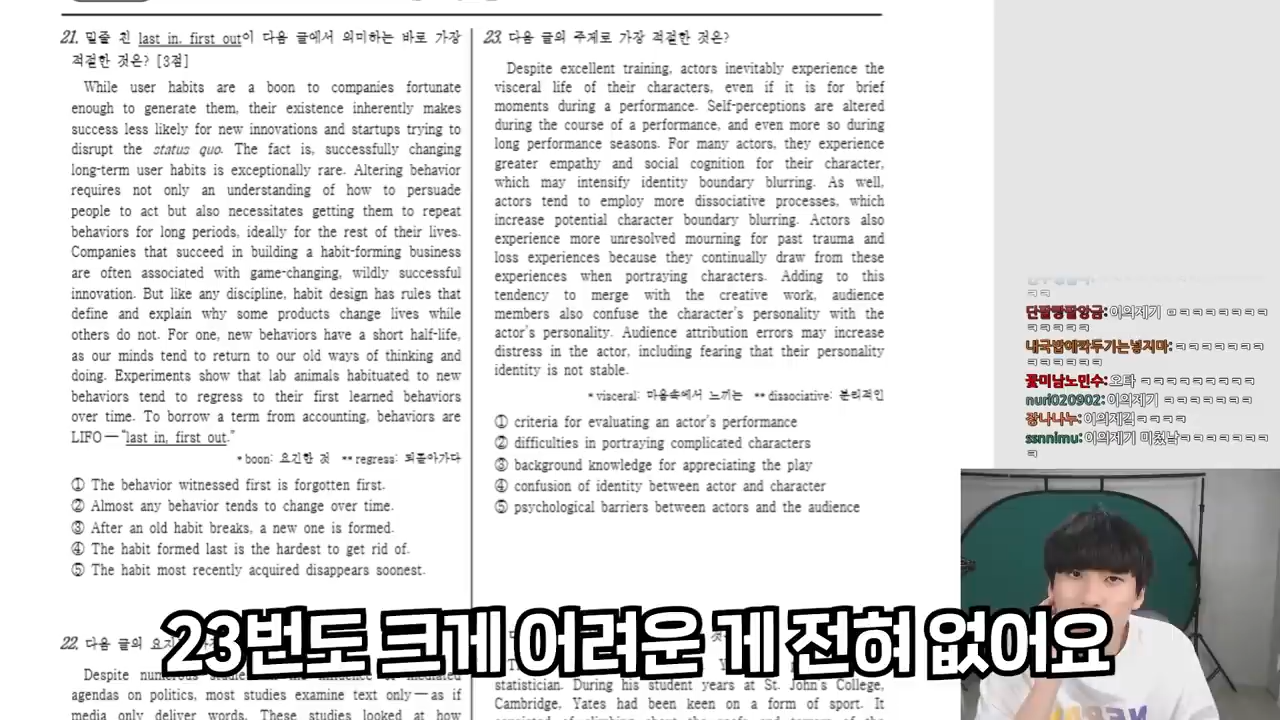 21. 밑줄 친 last in, first out이 다음 글에서 의미하는 바로 가장
적절한 것은? [3점]
While user habits are a boon to companies fortunate
enough to generate them, their existence inherently makes
success less likely for new innovations and startups trying to
disrupt the status quo. The fact is, successfully changing
long-term user habits is exceptionally rare. Altering behavior
requires not only an understanding of how to persuade
people to act but also necessitates getting them to repeat
behaviors for long periods, ideally for the rest of their lives.
Companies that succeed in building a habit-forming business
are often associated with game-changing, wildly successful
innovation. But like any discipline, habit design has rules that
define and explain why some products change lives while
others do not. For one, new behaviors have a short half-life,
as our minds tend to return to our old ways of thinking and
doing. Experiments show that lab animals habituated to new
behaviors tend to regress to their first learned behaviors
over time. To borrow a term from accounting, behaviors are
LIFO—“last in, first out.”
* boon: 요긴한 것 ** regress: 되돌아가다
① The behavior witnessed first is forgotten first.
② Almost any behavior tends to change over time.
③ After an old habit breaks, a new one is formed.
④ The habit formed last is the hardest to get rid of.
⑤ The habit most recently acquired disappears soonest.
22. 다음 글의 요지
Despite
agendas on politics, most studies examine text only—as if
media only deliver words. These studies looked at how
23. 다음 글의 주제로 가장 적절한 것은?
Despite excellent training, actors inevitably experience the
visceral life of their characters, even if it is for brief
moments during a performance. Self-perceptions are altered
during the course of a performance, and even more so during
long performance seasons. For many actors, they experience
greater empathy and social cognition for their character,
which may intensify identity boundary blurring. As well,
actors tend to employ more dissociative processes, which
increase potential character boundary blurring. Actors also
experience more unresolved mourning for past trauma and
loss experiences because they continually draw from these
experiences when portraying characters. Adding to this
tendency to merge with the creative work, audience
members also confuse the character's personality with the
actor's personality. Audience attribution errors may increase
distress in the actor, including fearing that their personality
identity is not stable.
* visceral: 마음속에서 느끼는 ** dissociative: 분리적인
① criteria for evaluating an actor's performance
② difficulties in portraying complicated characters
③ background knowledge for appreciating the play
④ confusion of identity between actor and character
⑤ psychological barriers between actors and the audience
statistician. During his student years at St. John's College,
Cambridge, Yates had been keen on a form of sport. It
ㅋㅋ
단팥빵팥앙금: 이의제기 ㅁㅋㅋㅋㅋㅋㅋㅋ
ㅋㅋㅋㅋㅋ
내국밥에깍두기는넣지마: ㅋㅋㅋㅋㅋㅋㅋ
ㅋㅋㅋㅋㅋㅋ
꽃미남노민수: 오타 ㅋㅋㅋㅋㅋㅋㅋㅋㅋ
nuri020902: 이의제기 ㅋㅋㅋㅋㅋㅋㅋ
장나나누: 이의제긔ㅋㅋㅋㅋ
ssnnimu: 이의제기 미쳤남ㅋㅋㅋㅋㅋㅋㅋ
ㅋ
23번도 크게 어려운 게 전혀 없어요